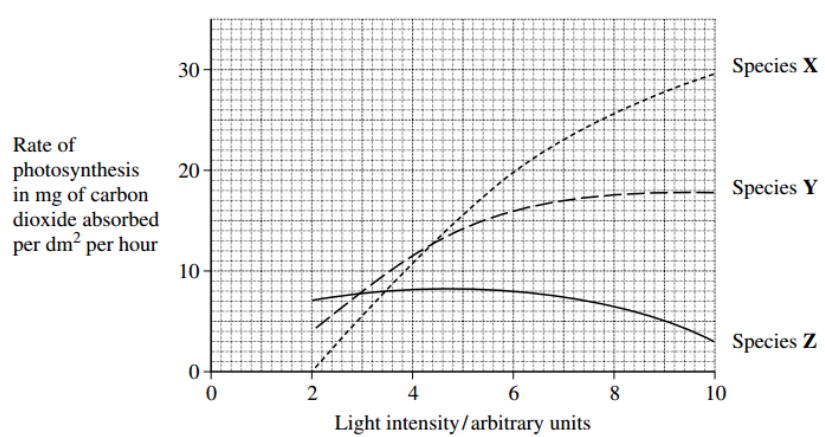 30
20
10
0
Rate of
photosynthesis
in mg of carbon
dioxide absorbed
per dm² per hour
Species X
Species Y
Species Z
0 2 4 6 8 10
Light intensity/arbitrary units